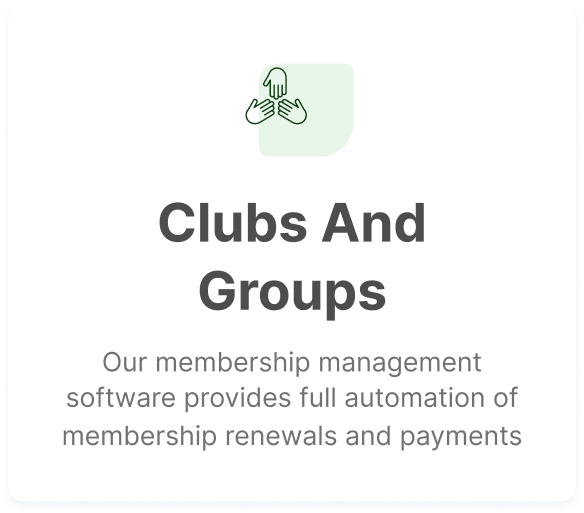 Clubs And
Groups
Our membership management
software provides full automation of
membership renewals and payments